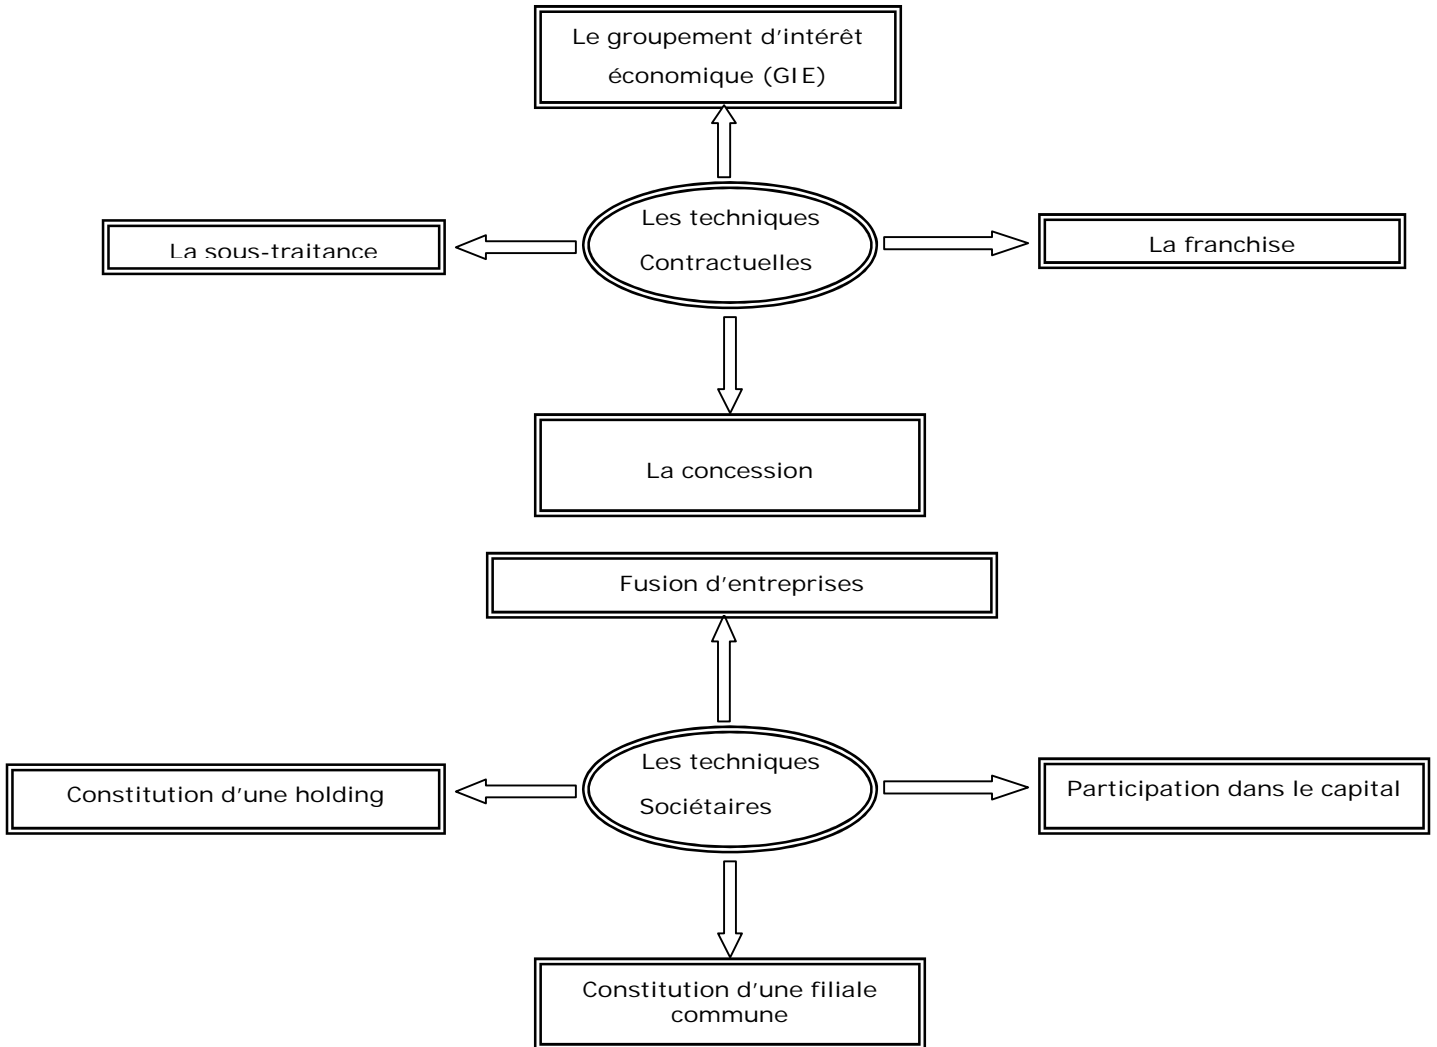 Le groupement d'intérêt
économique (GIE)
Les techniques
Contractuelles
La sous-traitance
La franchise
La concession
Fusion d'entreprises
Les techniques
Sociétaires
Constitution d'une holding
Participation dans le capital
Constitution d'une filiale
commune